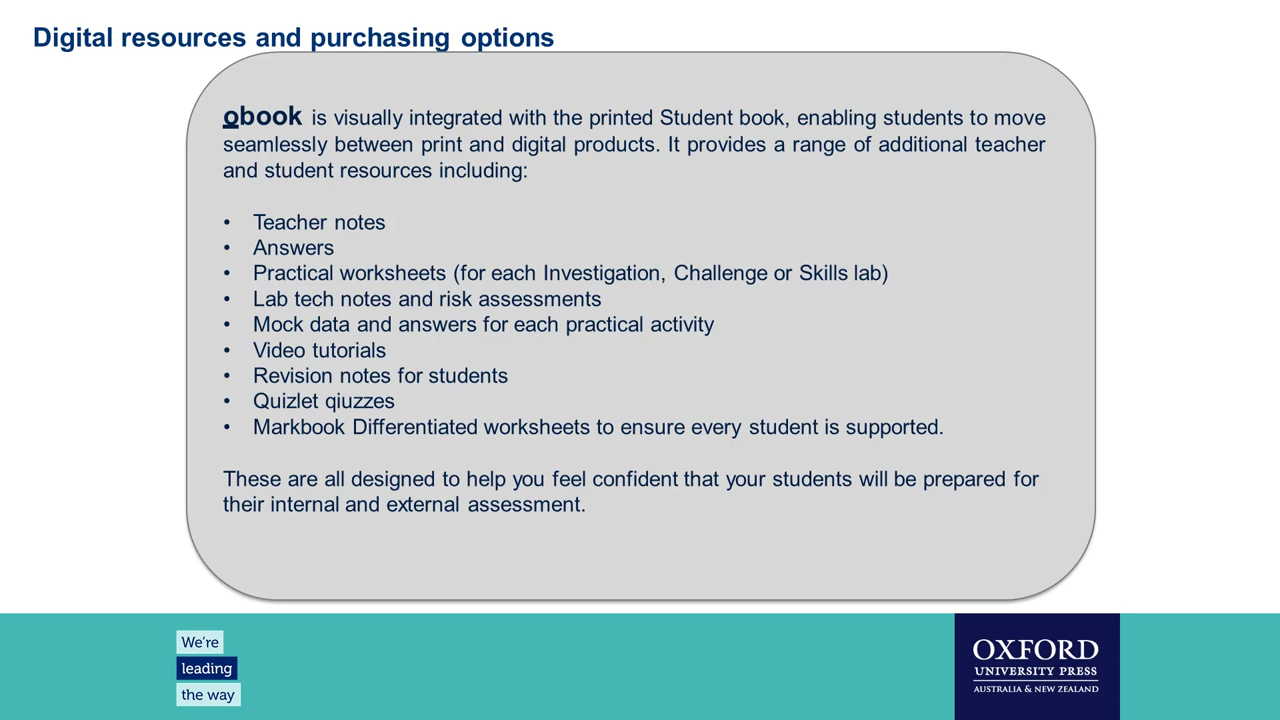 Digital resources and purchasing options
obook is visually integrated with the printed Student book, enabling students to move
seamlessly between print and digital products. It provides a range of additional teacher
and student resources including:
• Teacher notes
• Answers
• Practical worksheets (for each Investigation, Challenge or Skills lab)
• Lab tech notes and risk assessments
• Mock data and answers for each practical activity
• Video tutorials
• Revision notes for students
• Quizlet qiuzzes
• Markbook Differentiated worksheets to ensure every student is supported.
These are all designed to help you feel confident that your students will be prepared for
their internal and external assessment.
We're
leading
the way
OXFORD
UNIVERSITY PRESS
AUSTRALIA & NEW ZEALAND